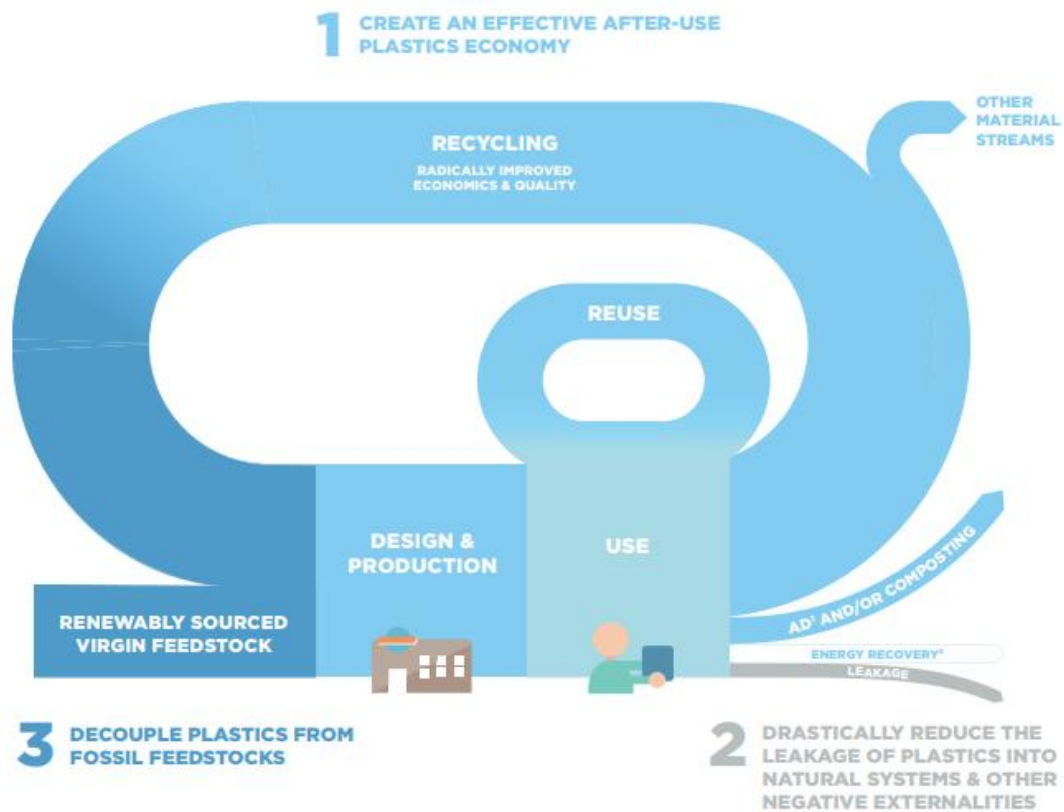 1 CREATE AN EFFECTIVE AFTER-USE
PLASTICS ECONOMY
OTHER
MATERIAL
STREAMS
RECYCLING
RADICALLY IMPROVED
ECONOMICS & QUALITY
REUSE
DESIGN &
PRODUCTION
USE
RENEWABLY SOURCED
VIRGIN FEEDSTOCK
AD¹ AND/OR COMPOSTING
ENERGY RECOVERY²
LEAKAGE
3 DECOUPLE PLASTICS FROM
FOSSIL FEEDSTOCKS
2 DRASTICALLY REDUCE THE
LEAKAGE OF PLASTICS INTO
NATURAL SYSTEMS & OTHER
NEGATIVE EXTERNALITIES